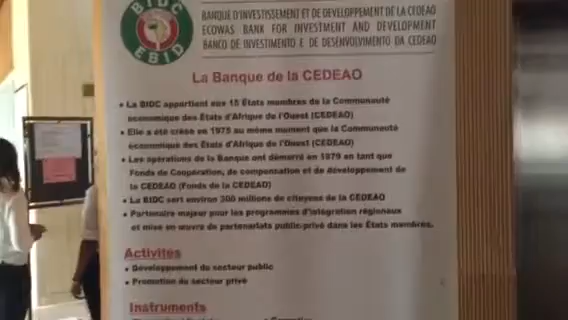 BIDC
EBID
BANQUE D'INVESTISSEMENT ET DE DEVELOPPEMENT DE LA CEDEAO
ECOWAS BANK FOR INVESTMENT AND DEVELOPMENT
BANCO DE INVESTIMENTO E DE DESENVOLVIMENTO DA CEDEAO
La Banque de la CEDEAO
• La BIDC appartient aux 15 États membres de la Communauté
économique des États d'Afrique de l'Ouest (CEDEAO)
• Elle a été créée en 1975 au même moment que la Communauté
économique des États d'Afrique de l'Ouest (CEDEAO)
• Les opérations de la Banque ont démarré en 1979 en tant que
Fonds de Coopération, de compensation et de développement de
la CEDEAO (Fonds de la CEDEAO)
• La BIDC sert environ 300 millions de citoyens de la CEDEAO
• Partenaire majeur pour les programmes d'intégration régionaux
et mise en œuvre de partenariats public-privé dans les États membres.
Activités
• Développement du secteur public
• Promotion du secteur privé
Instruments